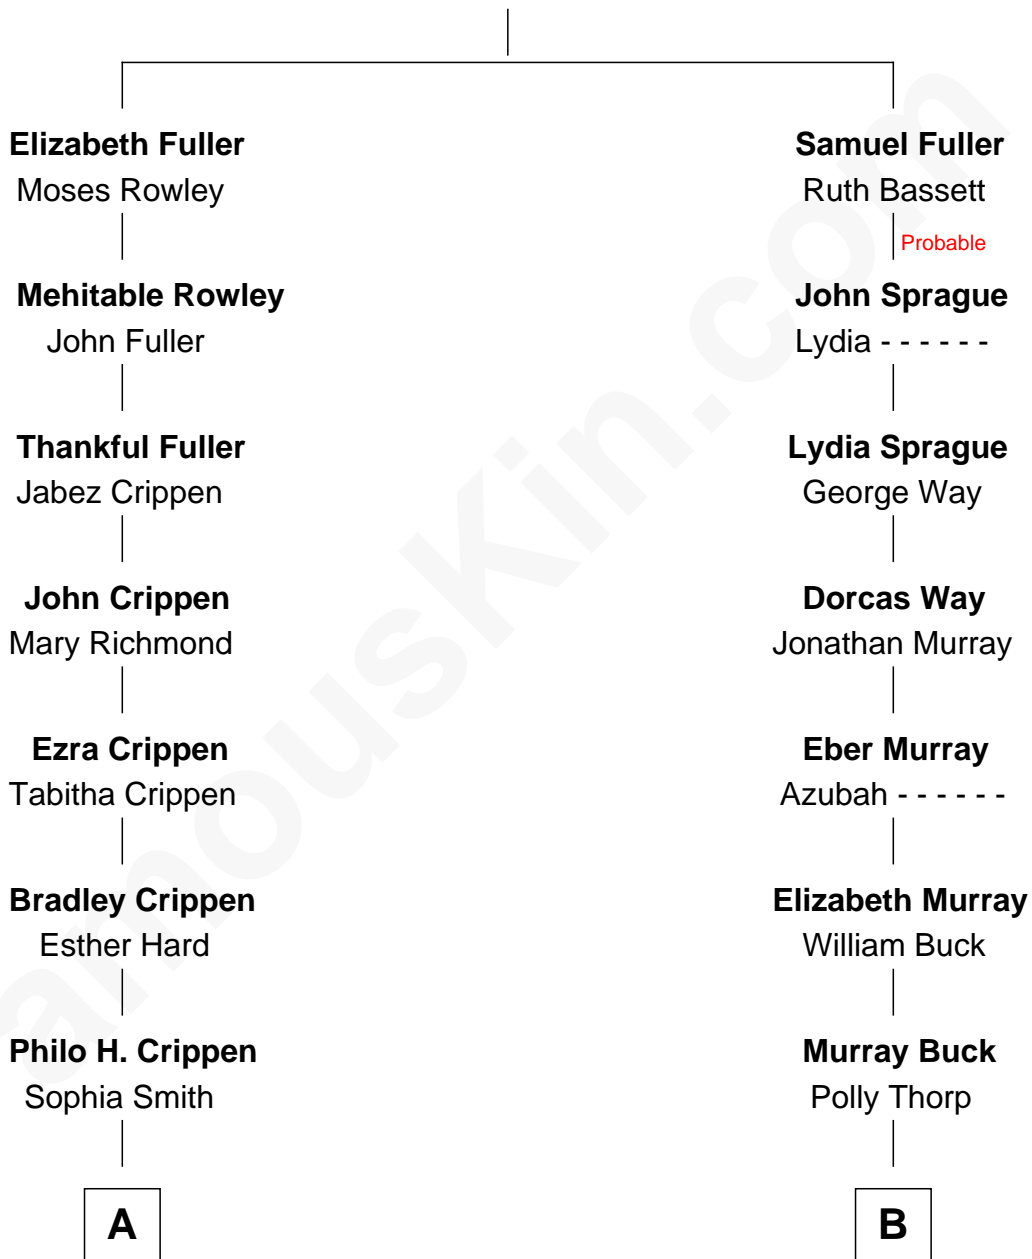 Elizabeth Fuller
Moses Rowley
Mehitable Rowley
John Fuller
Thankful Fuller
Jabez Crippen
John Crippen
Mary Richmond
Ezra Crippen
Tabitha Crippen
Bradley Crippen
Esther Hard
Philo H. Crippen
Sophia Smith
A
Samuel Fuller
Ruth Bassett
Probable
John Sprague
Lydia - - - - - -
Lydia Sprague
George Way
Dorcas Way
Jonathan Murray
Eber Murray
Azubah - - - - - -
Elizabeth Murray
William Buck
Murray Buck
Polly Thorp
B
amouskin.com